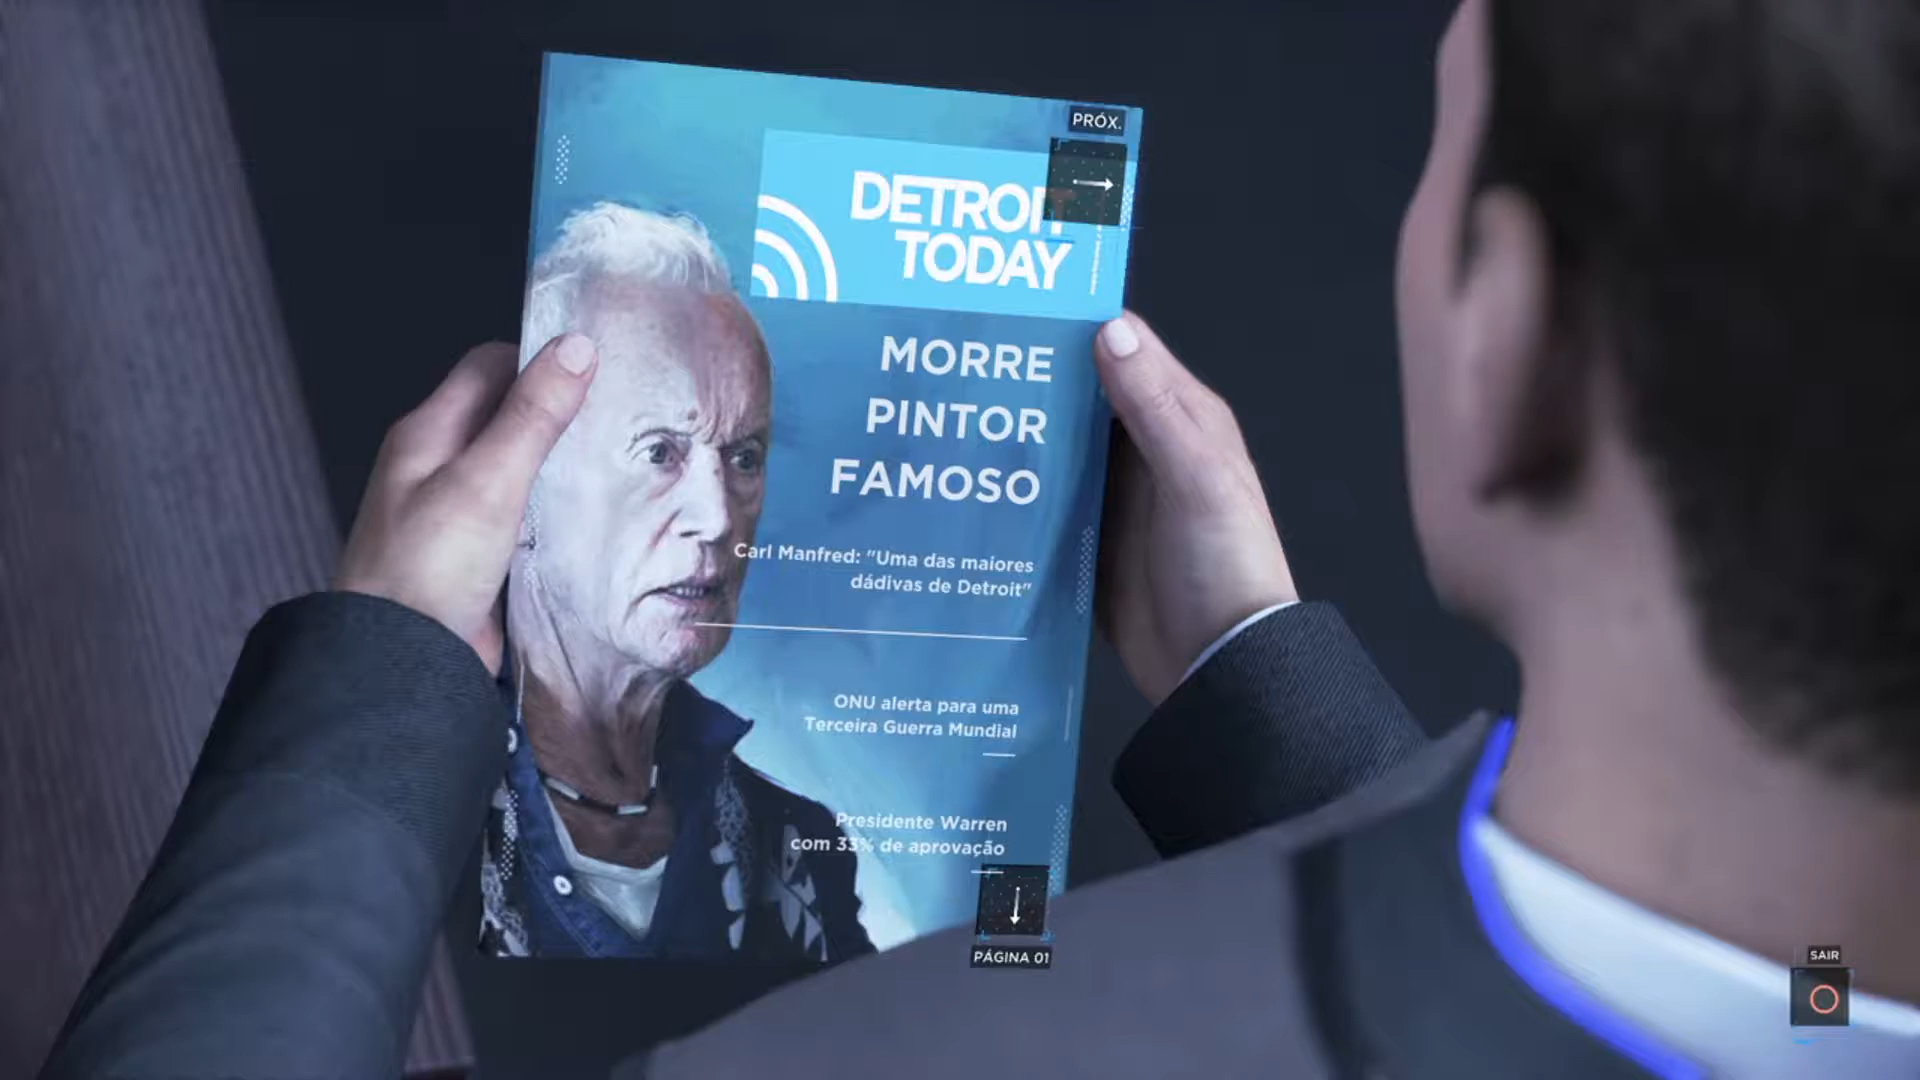 PRÓX.
DETROIT
TODAY
MORRE
PINTOR
FAMOSO
Carl Manfred: "Uma das maiores
dádivas de Detroit"
ONU alerta para uma
Terceira Guerra Mundial
Presidente Warren
com 33% de aprovação
PÁGINA 01
SAIR